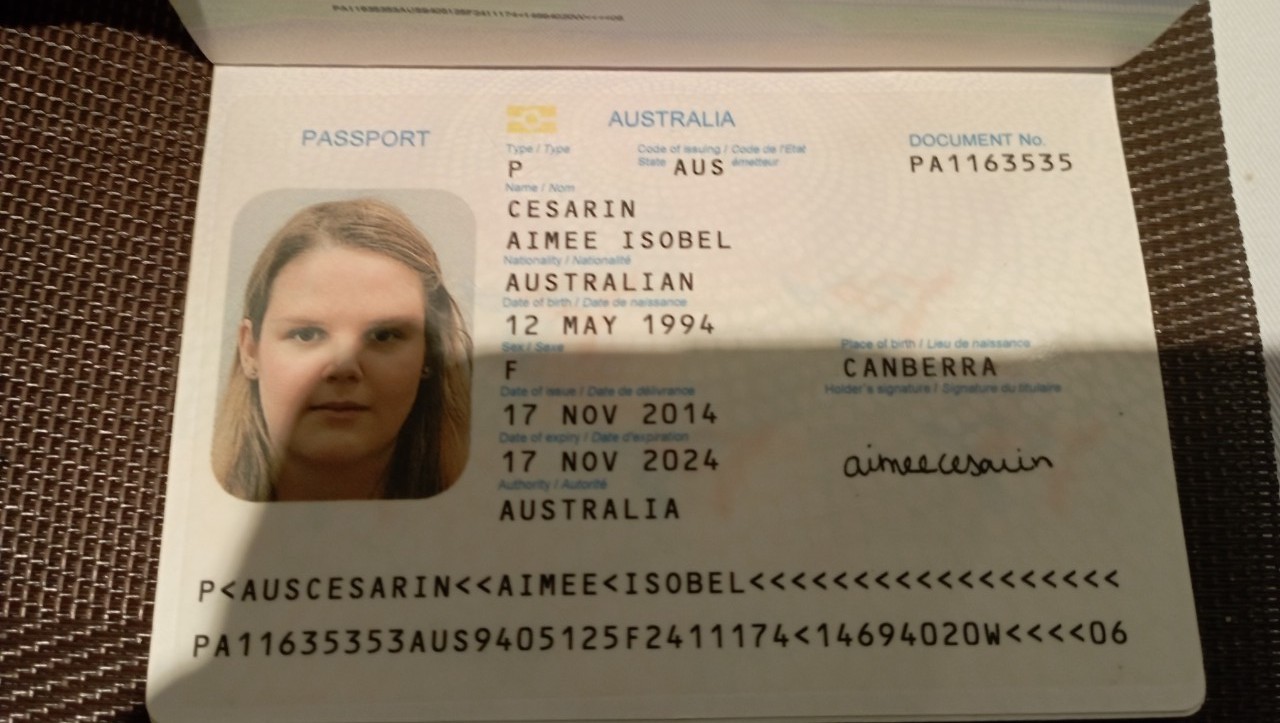 PA11635353AUS9405125F2411174<14694020W<<<<06
PASSPORT
AUSTRALIA
Type / Type
P
Code of issuing / Code de l'Etat
State AUS émetteur
DOCUMENT No.
PA1163535
Name / Nom
CESARIN
AIMEE ISOBEL
Nationality / Nationalité
AUSTRALIAN
Date of birth / Date de naissance
12 MAY 1994
Sex / Sexe
F
Place of birth / Lieu de naissance
CANBERRA
Date of issue / Date de délivrance
17 NOV 2014
Holder's signature / Signature du titulaire
Date of expiry / Date d'expiration
17 NOV 2024
aimeecesarin
Authority / Autorité
AUSTRALIA
P<AUSCESARIN<<AIMEE<ISOBEL<<<<<<<<<<<<<<<<<<
PA11635353AUS9405125F2411174<14694020W<<<<06